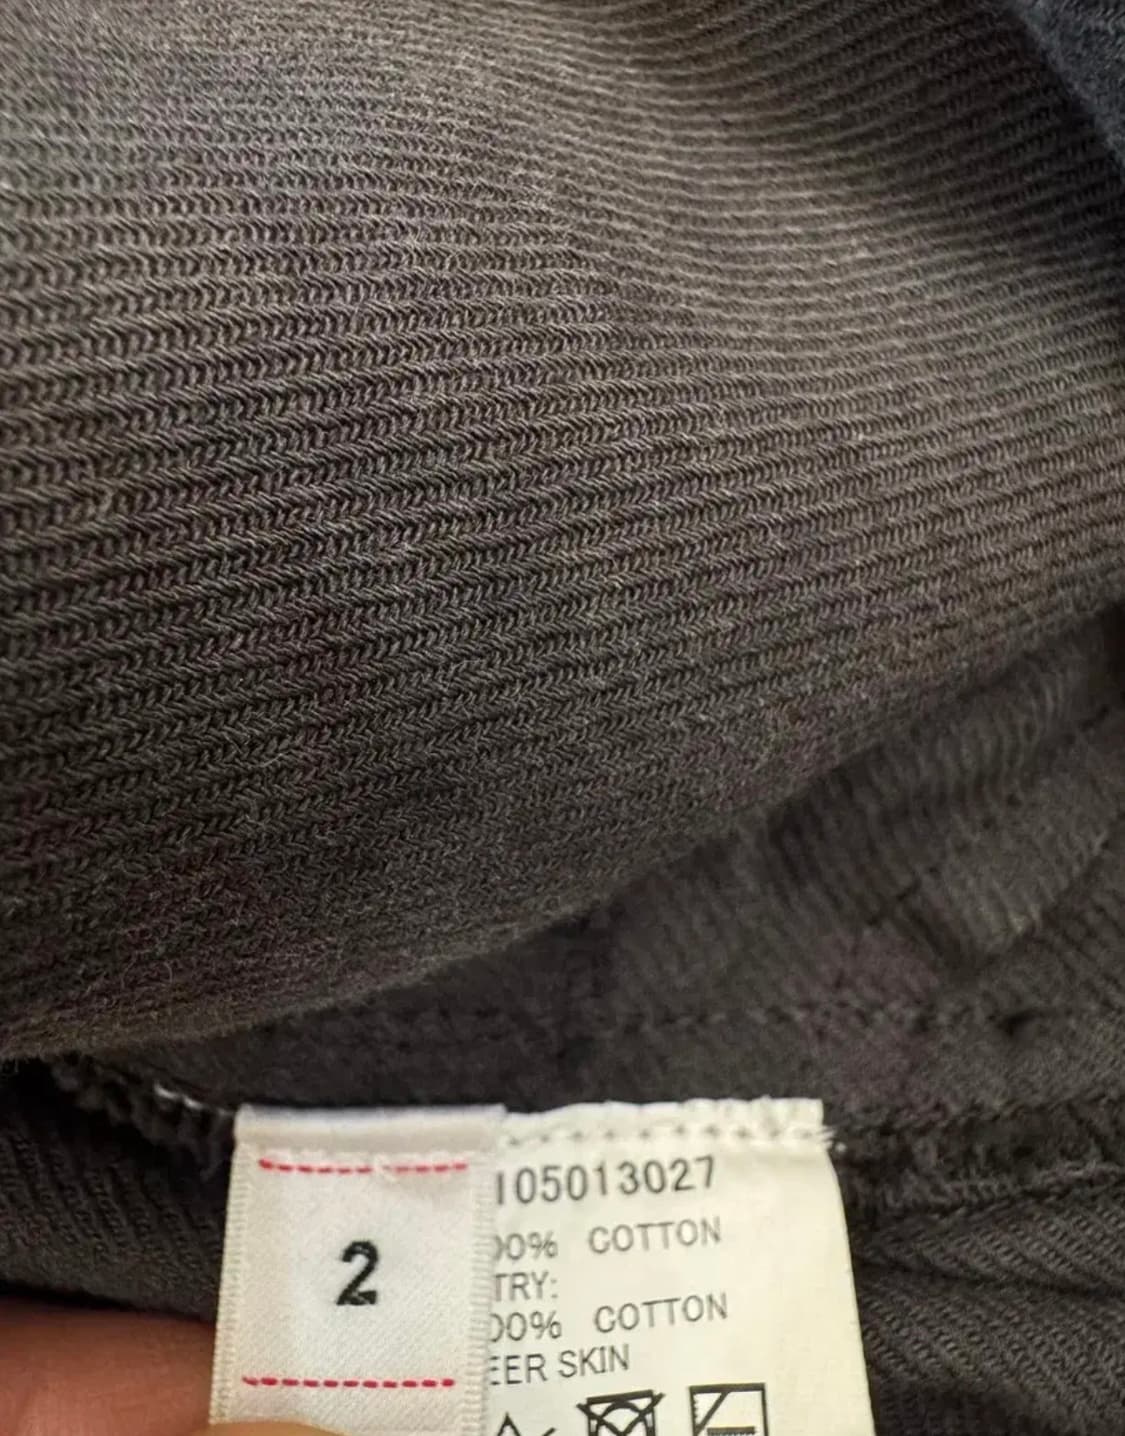 2
105013027
00% COTTON
TRY:
00% COTTON
EER SKIN